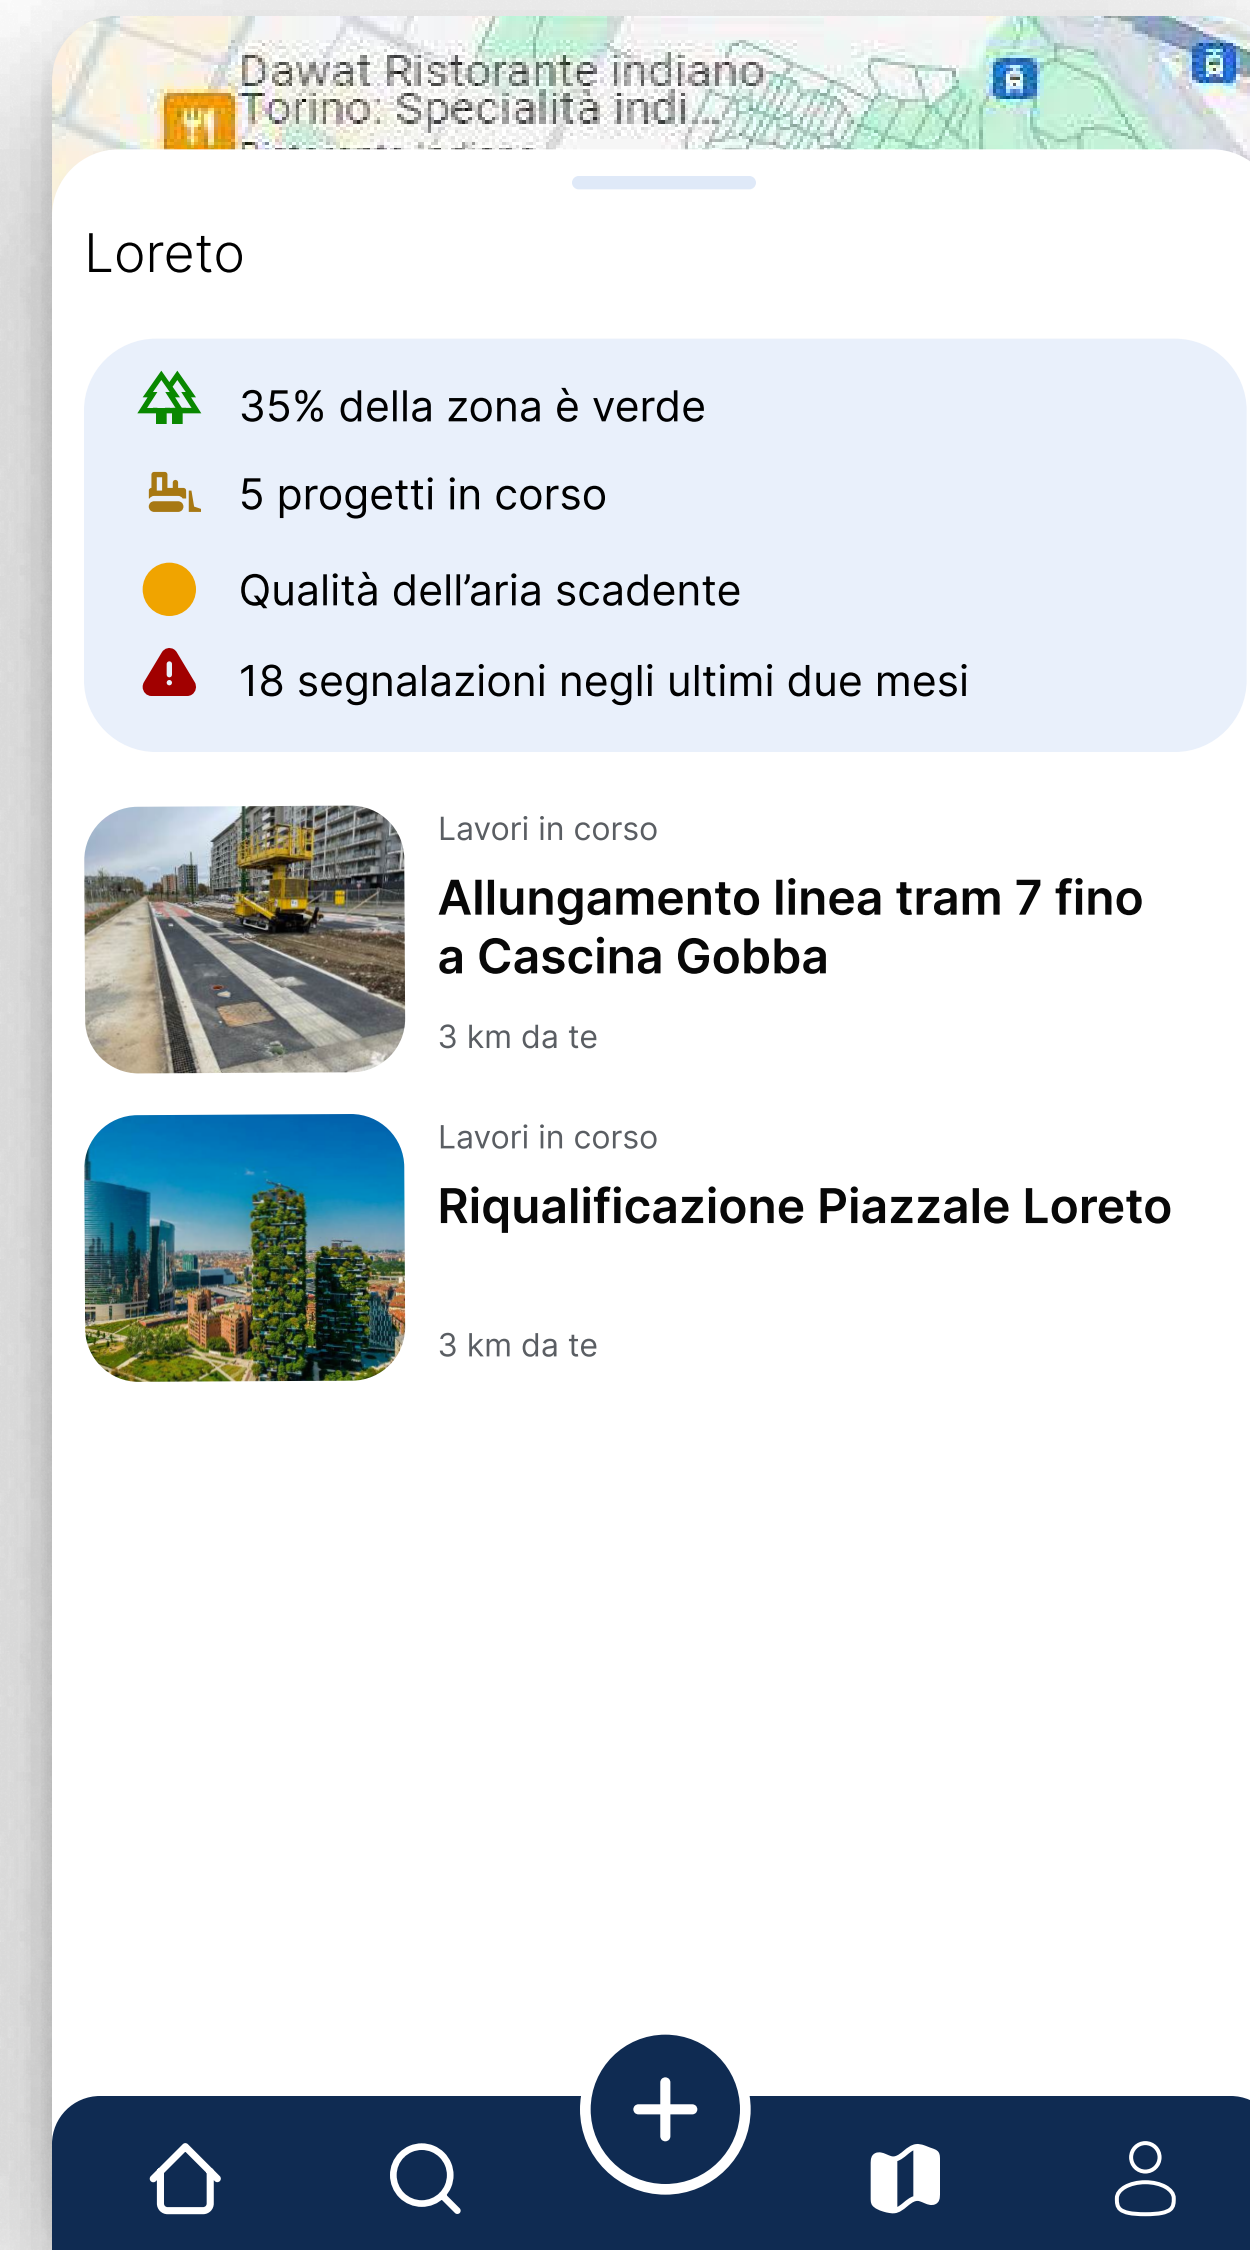 Dawat Ristorante indiano
Torino: Specialità indi...
Loreto
35% della zona è verde
5 progetti in corso
Qualità dell’aria scadente
18 segnalazioni negli ultimi due mesi
Lavori in corso
Allungamento linea tram 7 fino
a Cascina Gobba
3 km da te
Lavori in corso
Riqualificazione Piazzale Loreto
3 km da te